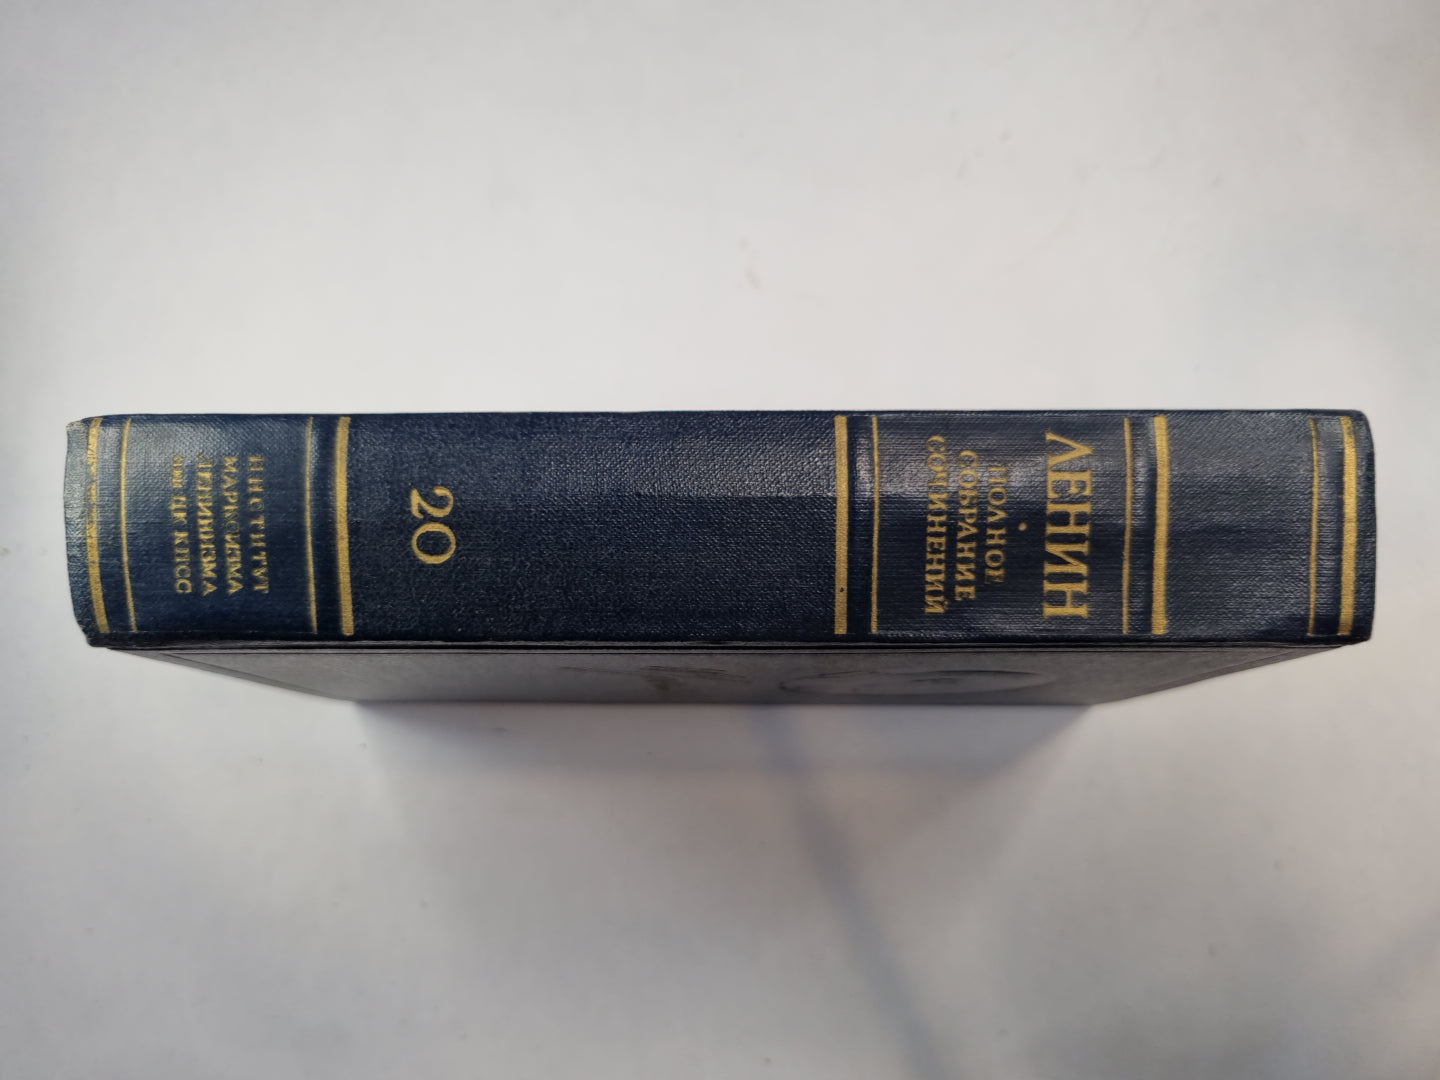 ЛЕНИН
ПОЛНОЕ
СОБРАНИЕ
СОЧИНЕНИЙ
20
ИНСТИТУТ
МАРКСИЗМА
ЛЕНИНИЗМА
ПРИ ЦК КПСС